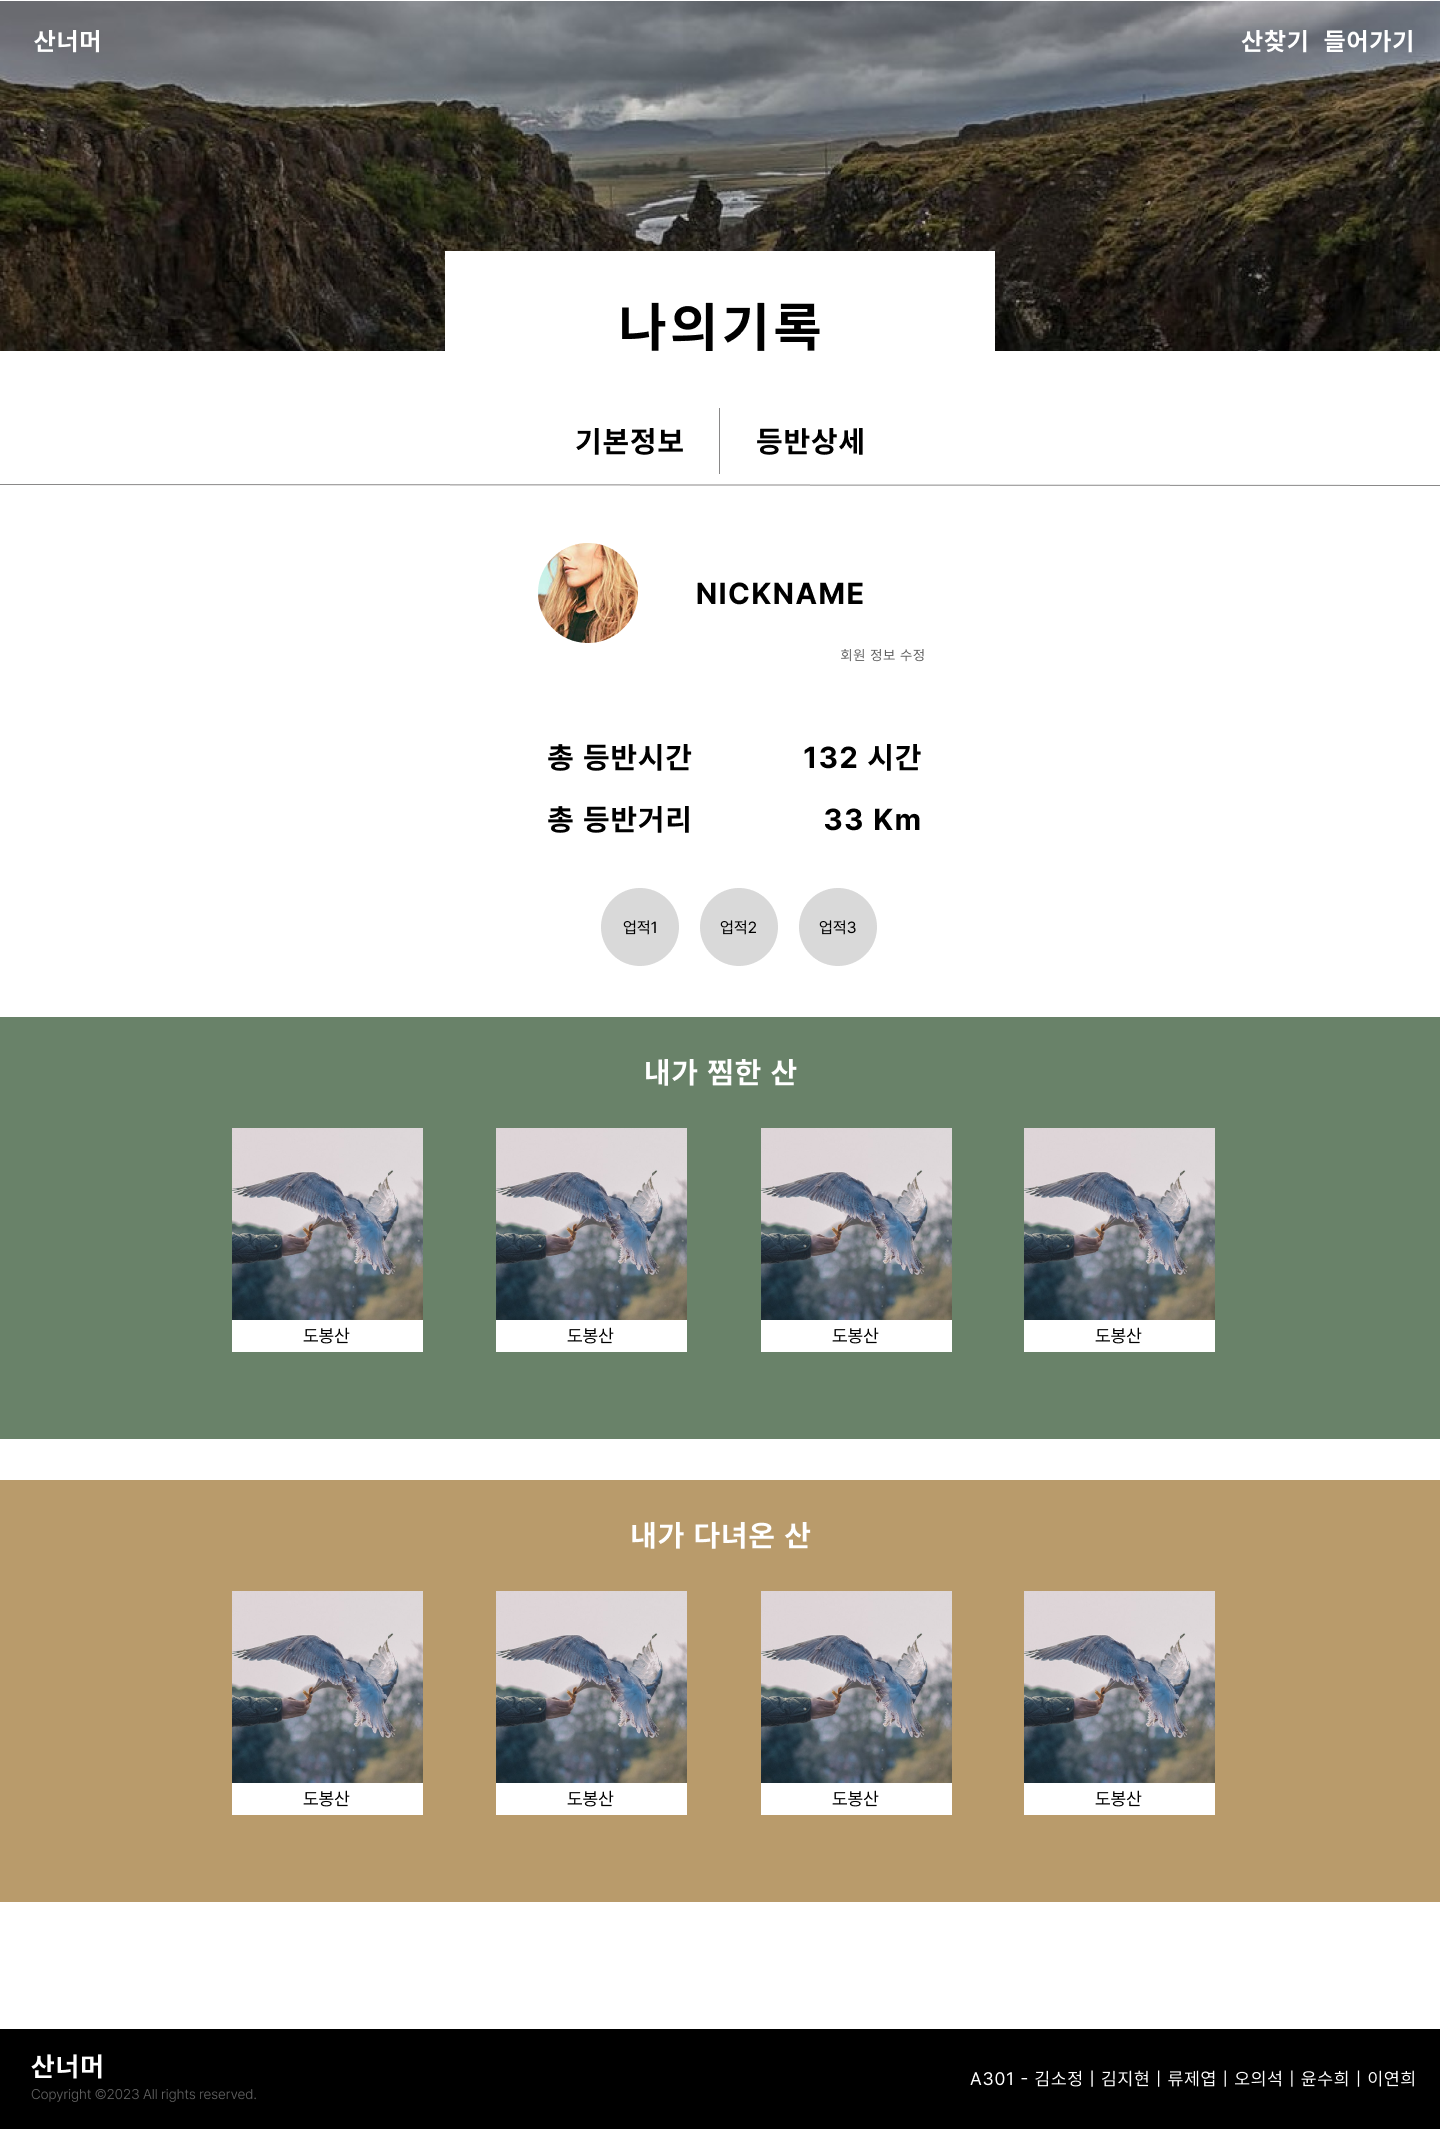 산너머
산찾기 들어가기
나의기록
기본정보
등반상세
NICKNAME
회원 정보 수정
총 등반시간 132 시간
총 등반거리 33 Km
업적1 업적2 업적3
내가 찜한 산
도봉산 도봉산 도봉산 도봉산
내가 다녀온 산
도봉산 도봉산 도봉산 도봉산
산너머
Copyright ©2023 All rights reserved.
A301 - 김소정 | 김지현 | 류제엽 | 오의석 | 윤수희 | 이연희